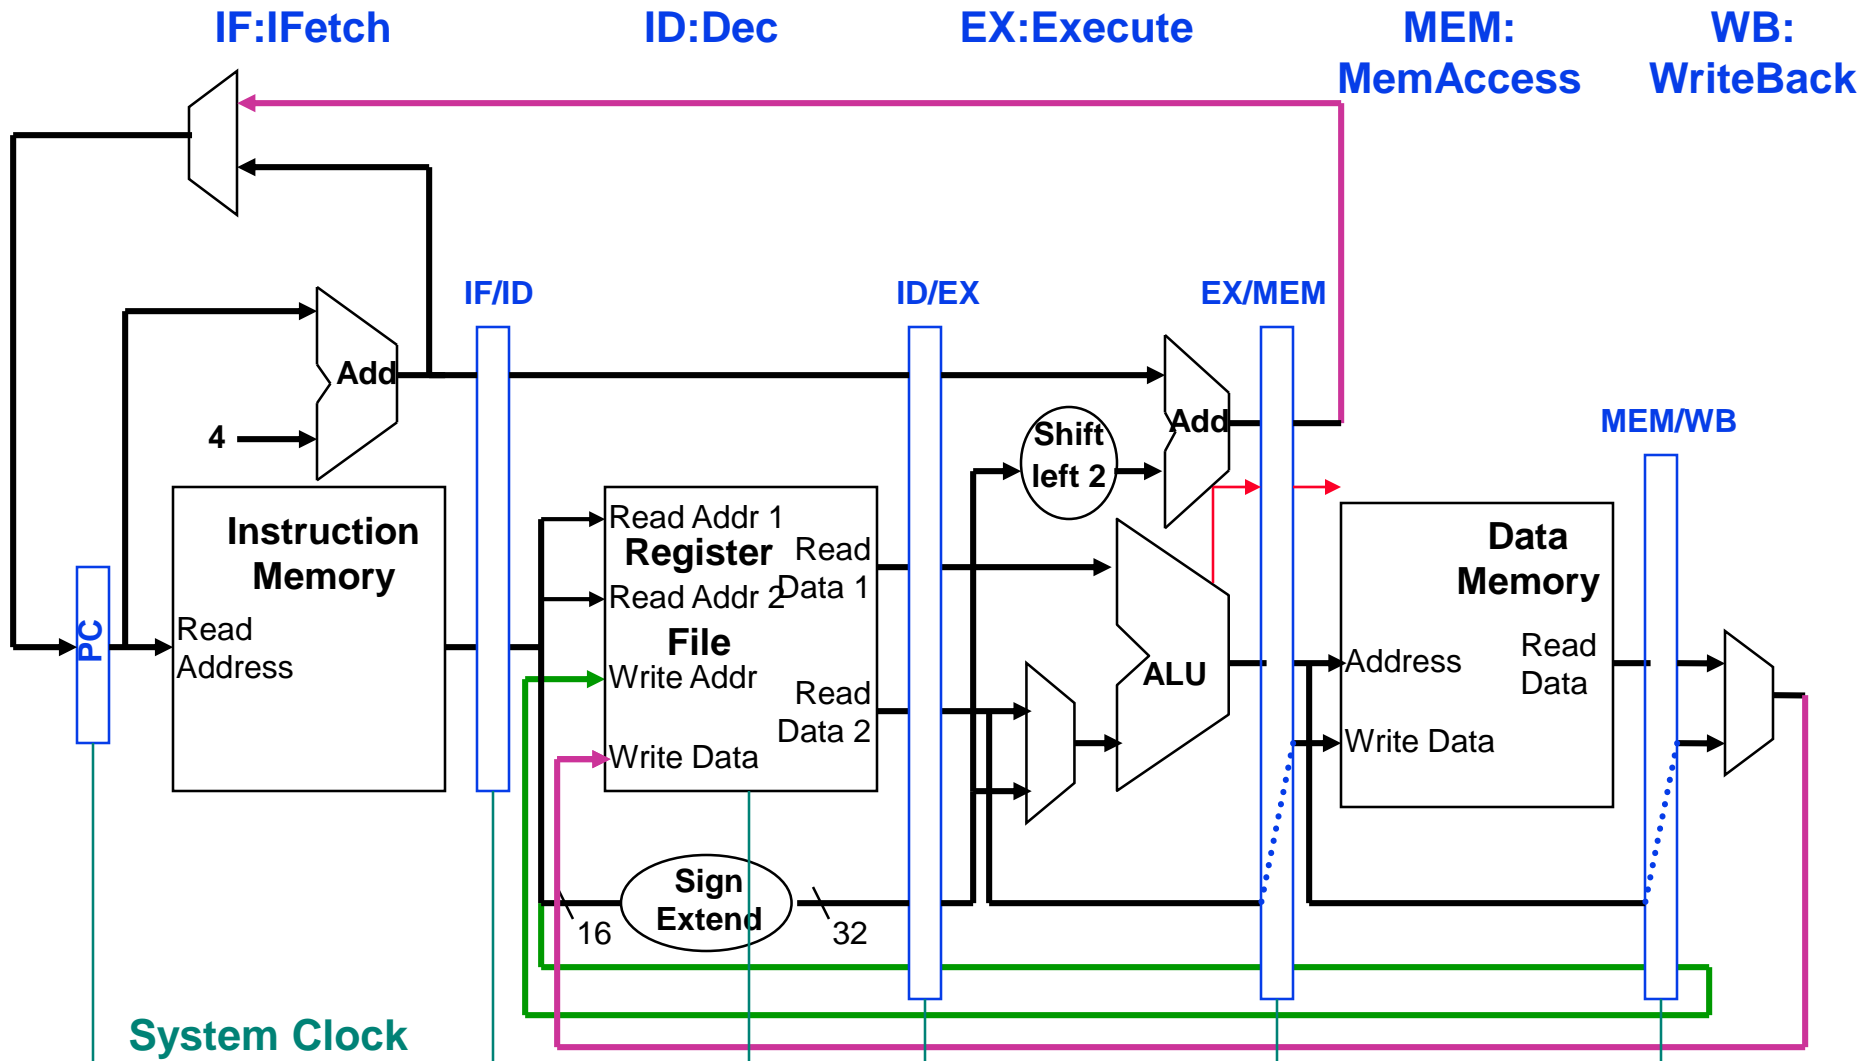 IF:IFetch
ID:Dec
EX:Execute
MEM:
MemAccess
WB:
WriteBack
IF/ID
ID/EX
EX/MEM
MEM/WB
Add
4
Shift
left 2
Add
Instruction
Memory
Read
Address
PC
Read Addr 1
Register
Read Addr 2
File
Write Addr
Write Data
Read
Data 1
Read
Data 2
ALU
Data
Memory
Address
Read
Data
Write Data
Sign
Extend
16
32
System Clock